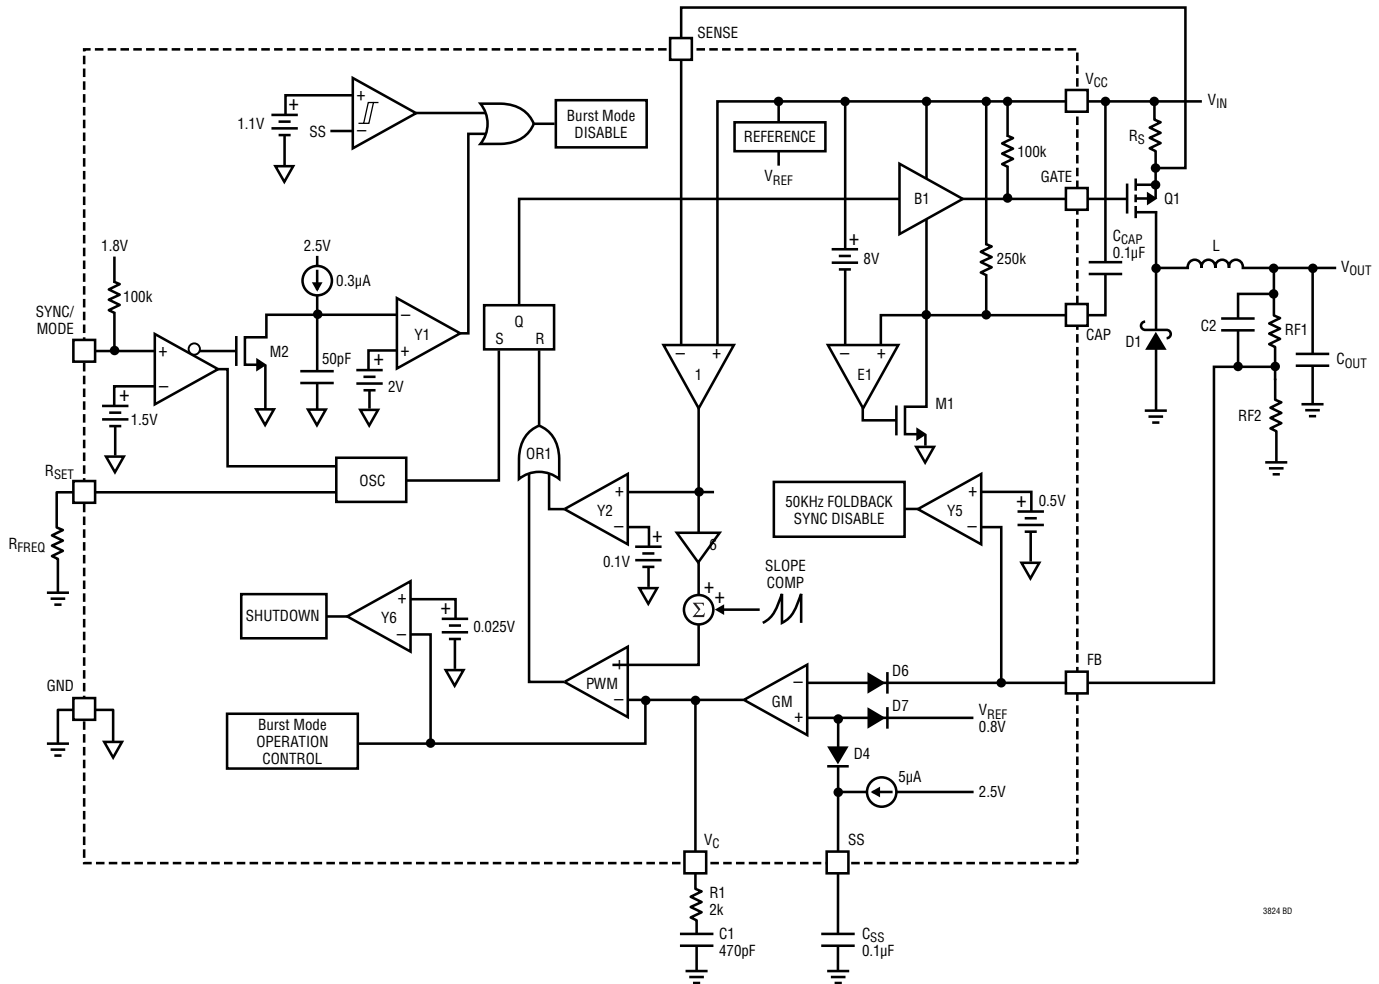 SENSE
VCC
VIN
1.1V
+
+
SS
−
Burst Mode
DISABLE
REFERENCE
VREF
100k
RS
GATE
B1
Q1
1.8V
100k
2.5V
0.3µA
+
8V
250k
CCAP
0.1µF
L
VOUT
SYNC/
MODE
+
−
M2
50pF
−
+
Y1
+
2V
+
1.5V
Q
S
R
−
+
1
−
+
E1
M1
CAP
D1
C2
RF1
COUT
RF2
RSET
OSC
OR1
RFREQ
+
−
Y2
+
0.1V
6
50KHz FOLDBACK
SYNC DISABLE
+
−
Y5
+
0.5V
SLOPE
COMP
+
+
Σ
SHUTDOWN
+
−
Y6
+
0.025V
+
−
PWM
−
+
GM
D6
D7
FB
VREF
0.8V
GND
Burst Mode
OPERATION
CONTROL
D4
5µA
2.5V
VC
SS
R1
2k
C1
470pF
CSS
0.1µF
3824 BD